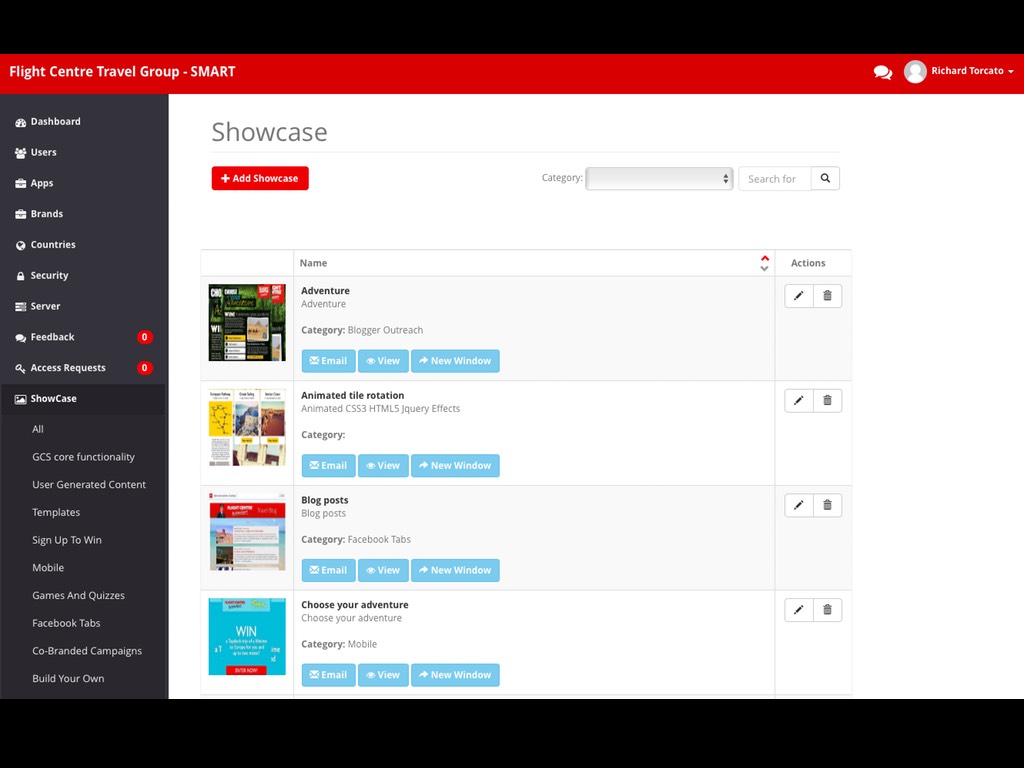 Flight Centre Travel Group - SMART
Richard Torcato
Dashboard
Users
Apps
Brands
Countries
Security
Server
Feedback 0
Access Requests 0
ShowCase
All
GCS core functionality
User Generated Content
Templates
Sign Up To Win
Mobile
Games And Quizzes
Facebook Tabs
Co-Branded Campaigns
Build Your Own
Showcase
Add Showcase
Category:
Search for
Name
Actions
Adventure
Adventure
Category: Blogger Outreach
Email View New Window
Animated tile rotation
Animated CSS3 HTML5 Jquery Effects
Category:
Email View New Window
Blog posts
Blog posts
Category: Facebook Tabs
Email View New Window
WIN
ENTER NOW!
Choose your adventure
Choose your adventure
Category: Mobile
Email View New Window